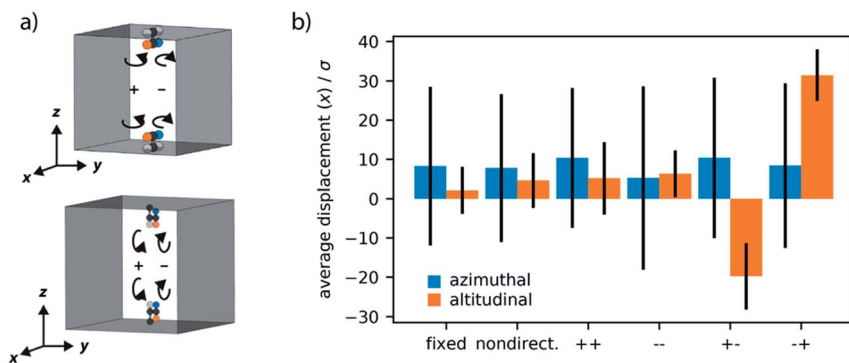 a)
z
+ −
x
y
z
+ −
x
y
b)
average displacement (x) / σ
40
30
20
10
0
−10
−20
−30
azimuthal
altitudinal
fixed nondirect. ++ -- +- -+